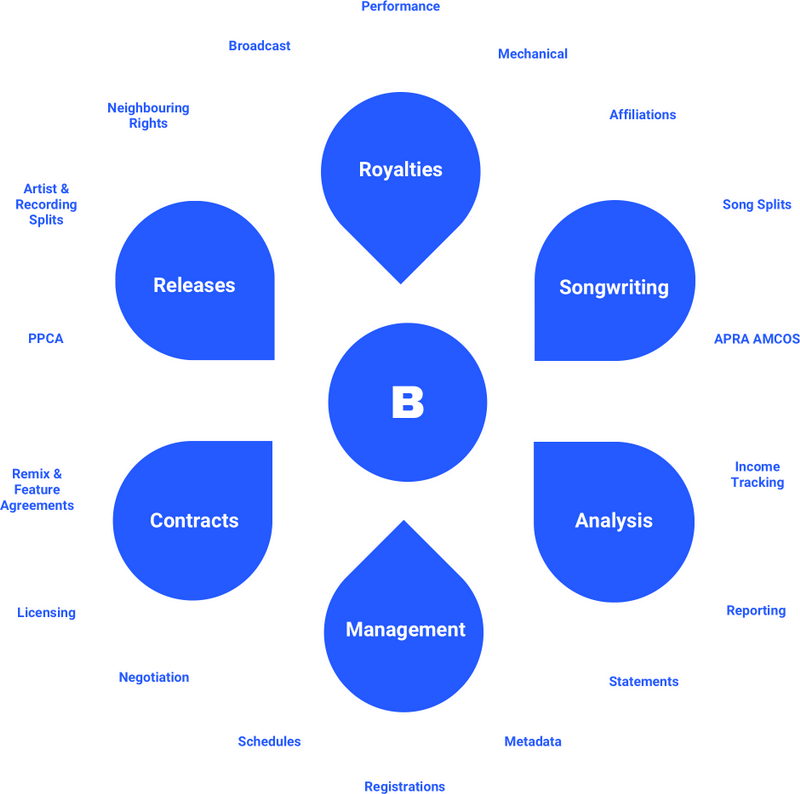 Performance
Broadcast
Mechanical
Neighbouring
Rights
Affiliations
Royalties
Artist &
Recording
Splits
Song Splits
Releases
Songwriting
PPCA
APRA AMCOS
B
Remix &
Feature
Agreements
Income
Tracking
Contracts
Analysis
Licensing
Reporting
Management
Negotiation
Statements
Schedules
Metadata
Registrations